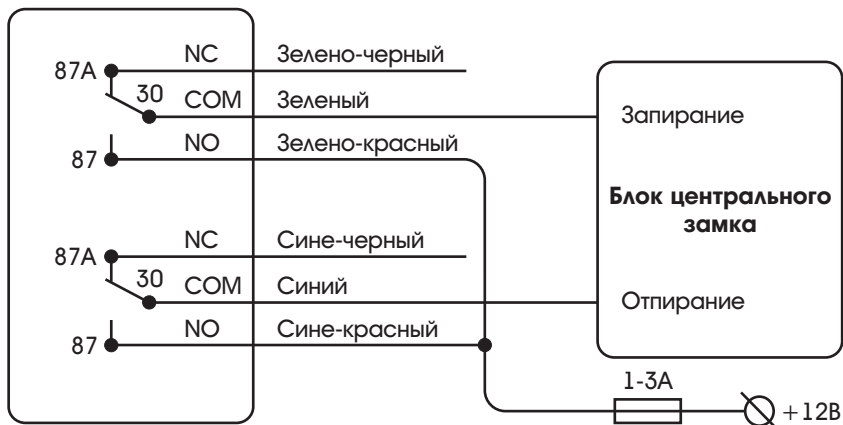 87A NC Зелено-черный
30 COM Зеленый Запирание
87 NO Зелено-красный
Блок центрального
замка
87A NC Сине-черный
30 COM Синий Отпирание
87 NO Сине-красный
1-3А
+12В